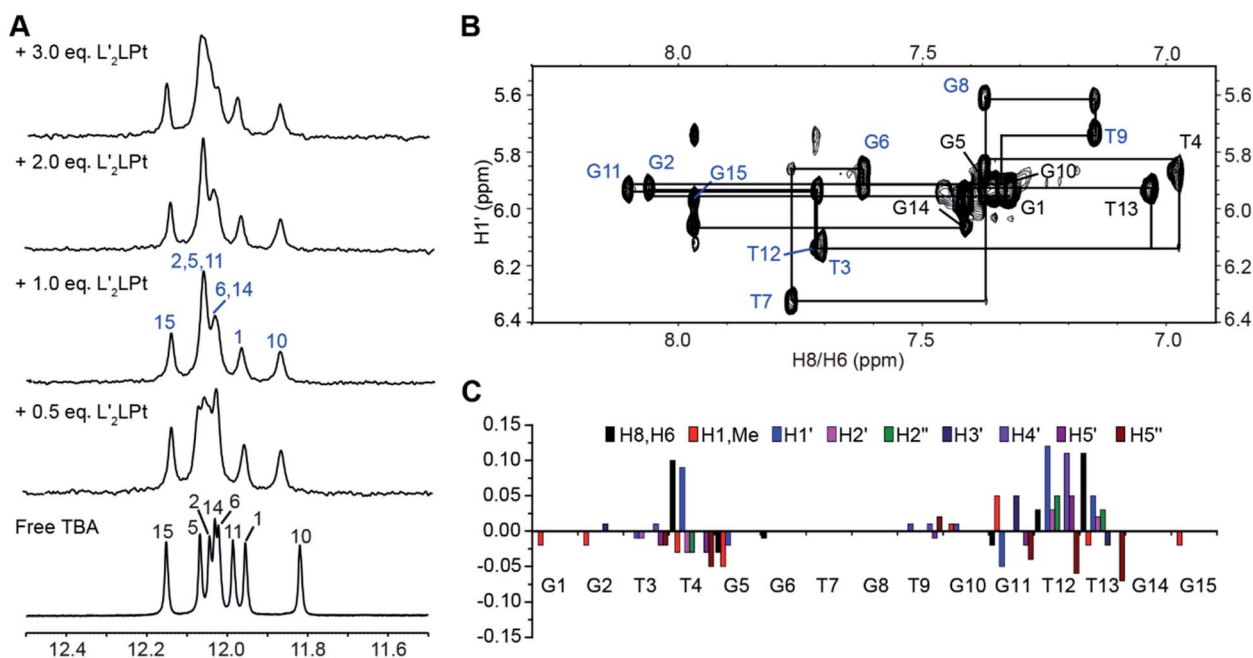 A
+ 3.0 eq. L'₂LPt
+ 2.0 eq. L'₂LPt
2,5,11
+ 1.0 eq. L'₂LPt
6,14
15
1
10
+ 0.5 eq. L'₂LPt
Free TBA
15
5
2
14
6
11
1
10
12.4 12.2 12.0 11.8 11.6
B
8.0 7.5 7.0
5.6
5.8
6.0
6.2
6.4
H1' (ppm)
G8
T9
G6
G5
T4
G11
G2
G15
G10
G14
G1
T13
T12
T3
T7
5.6
5.8
6.0
6.2
6.4
8.0 7.5 7.0
H8/H6 (ppm)
C
0.15
0.10
0.05
0.00
-0.05
-0.10
-0.15
H8,H6 H1,Me H1' H2' H2'' H3' H4' H5' H5''
G1 G2 T3 T4 G5 G6 T7 G8 T9 G10 G11 T12 T13 G14 G15